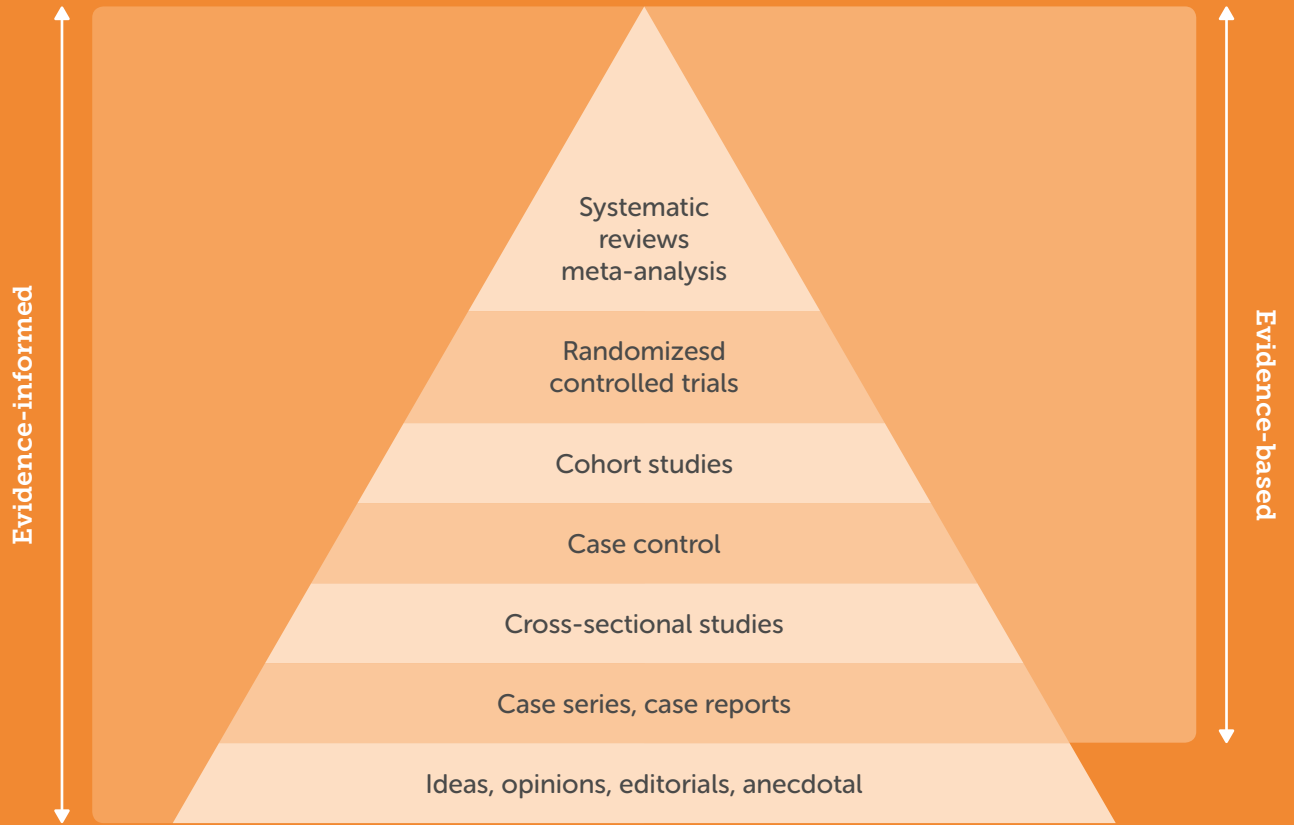 Systematic
reviews
meta-analysis
Randomizesd
controlled trials
Cohort studies
Case control
Cross-sectional studies
Case series, case reports
Ideas, opinions, editorials, anecdotal
Evidence-informed
Evidence-based